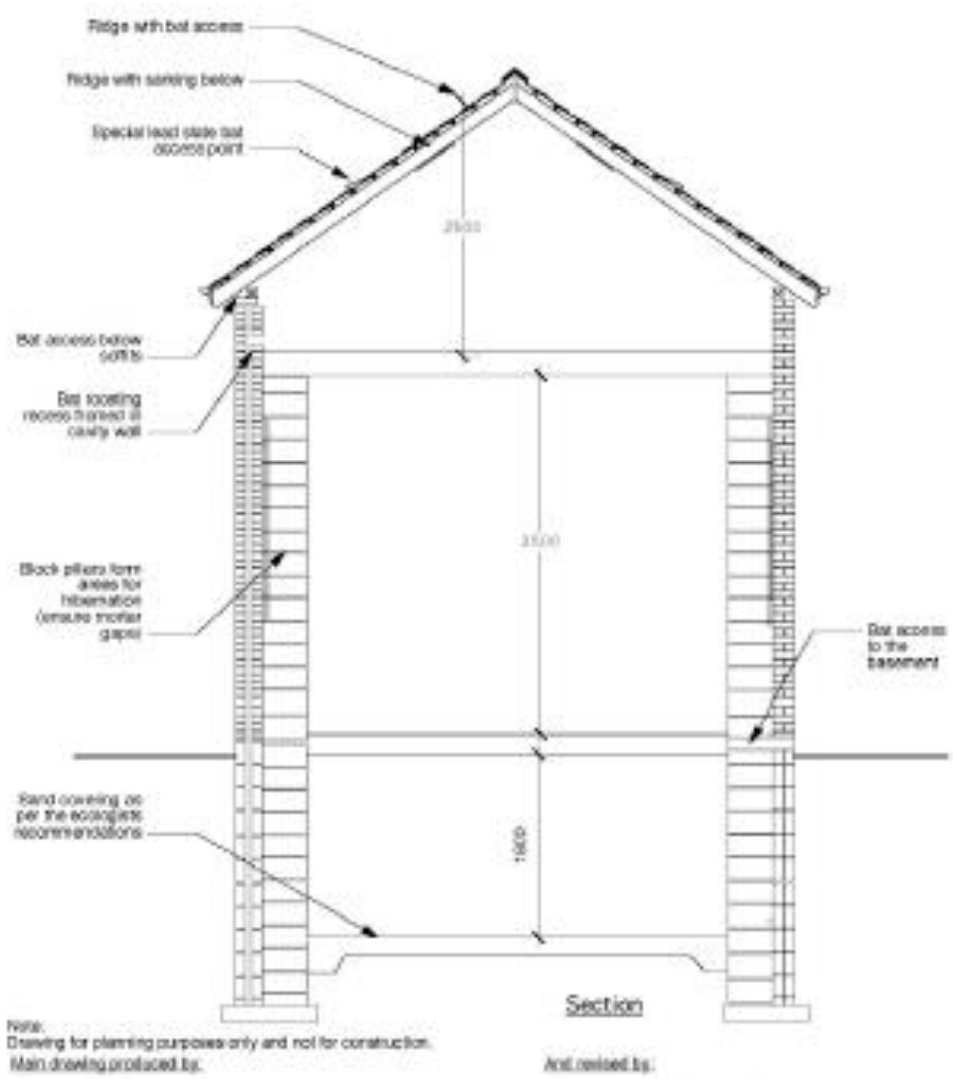 Ridge with bat access
Ridge with sarking below
Special lead slate bat
access point
2500
Bat access below
soffits
Bat roosting
recess framed in
cavity wall
Block pillars form
areas for
hibernation
(ensure mortar
gaps)
Bat access
to the
basement
Sand covering as
per the ecologists
recommendations
Section
Note:
Drawing for planning purposes only and not for construction.
Main drawing produced by:
And revised by: